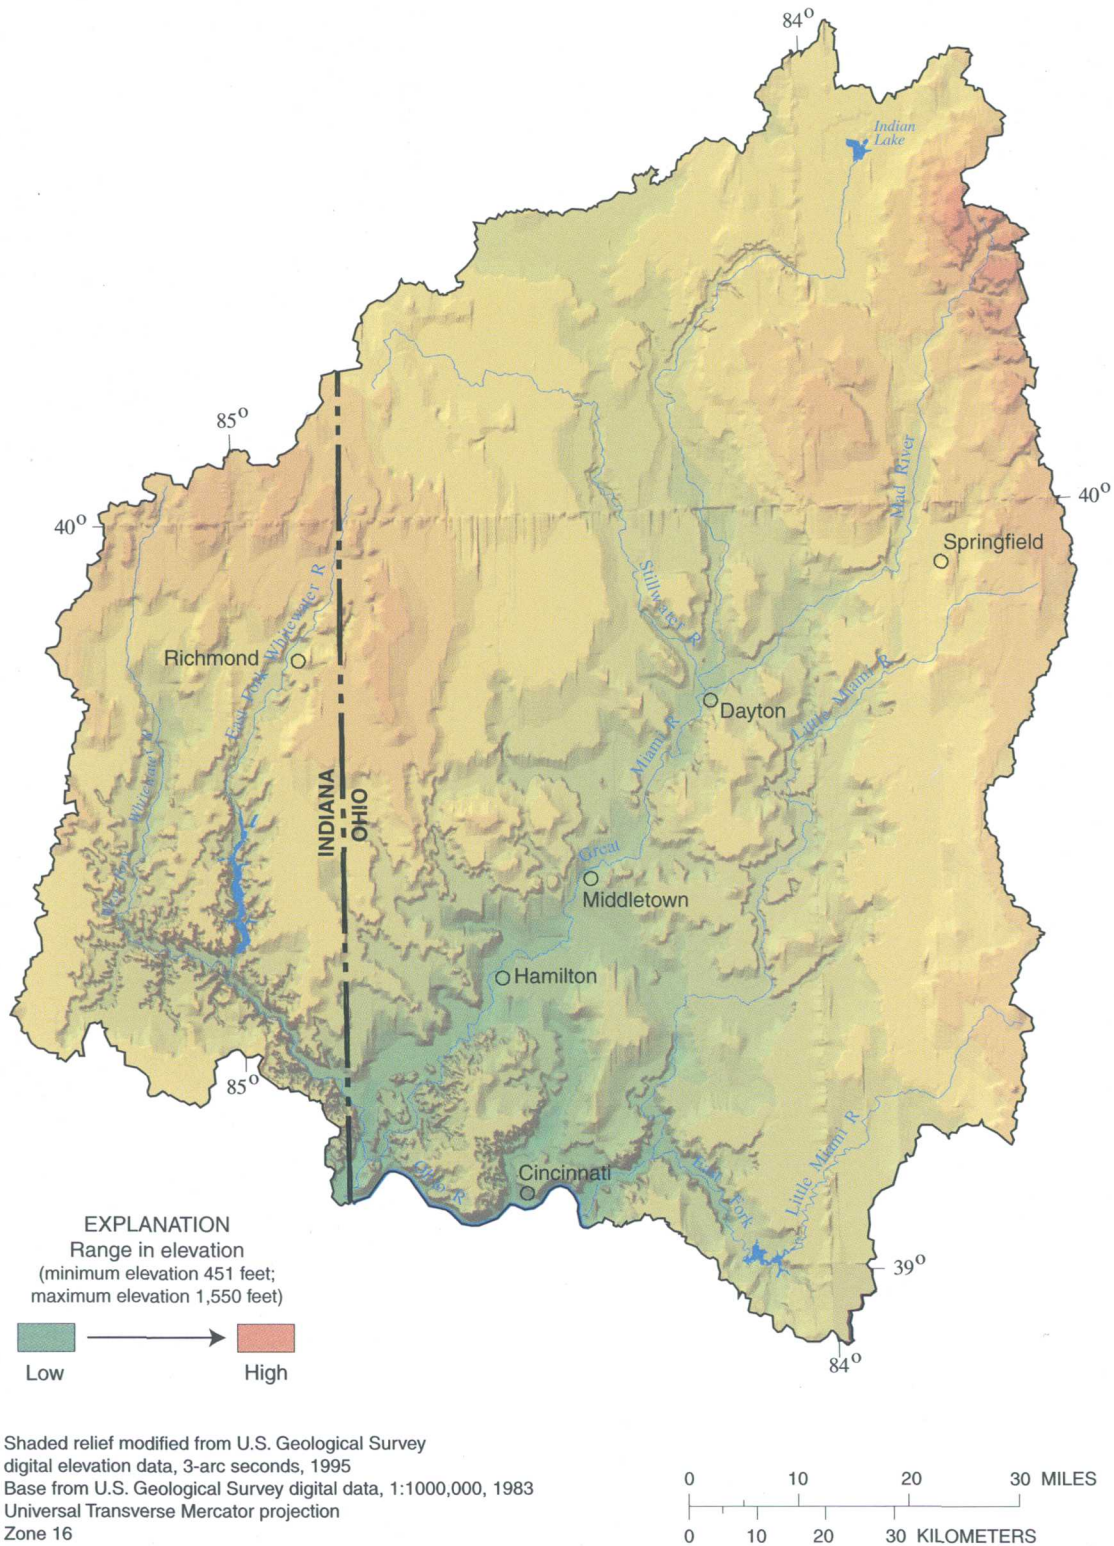 84°
Indian
Lake
85°
40°
40°
Mad River
Springfield
Stillwater R
East Fork Whitewater R
Richmond
Little Miami R
Dayton
Miami R
Whitewater R
INDIANA
OHIO
Great
Middletown
Hamilton
85°
Little Miami R
East Fork
Cincinnati
Ohio R
39°
84°
EXPLANATION
Range in elevation
(minimum elevation 451 feet;
maximum elevation 1,550 feet)
Low
High
Shaded relief modified from U.S. Geological Survey
digital elevation data, 3-arc seconds, 1995
Base from U.S. Geological Survey digital data, 1:1000,000, 1983
Universal Transverse Mercator projection
Zone 16
0 10 20 30 MILES
0 10 20 30 KILOMETERS